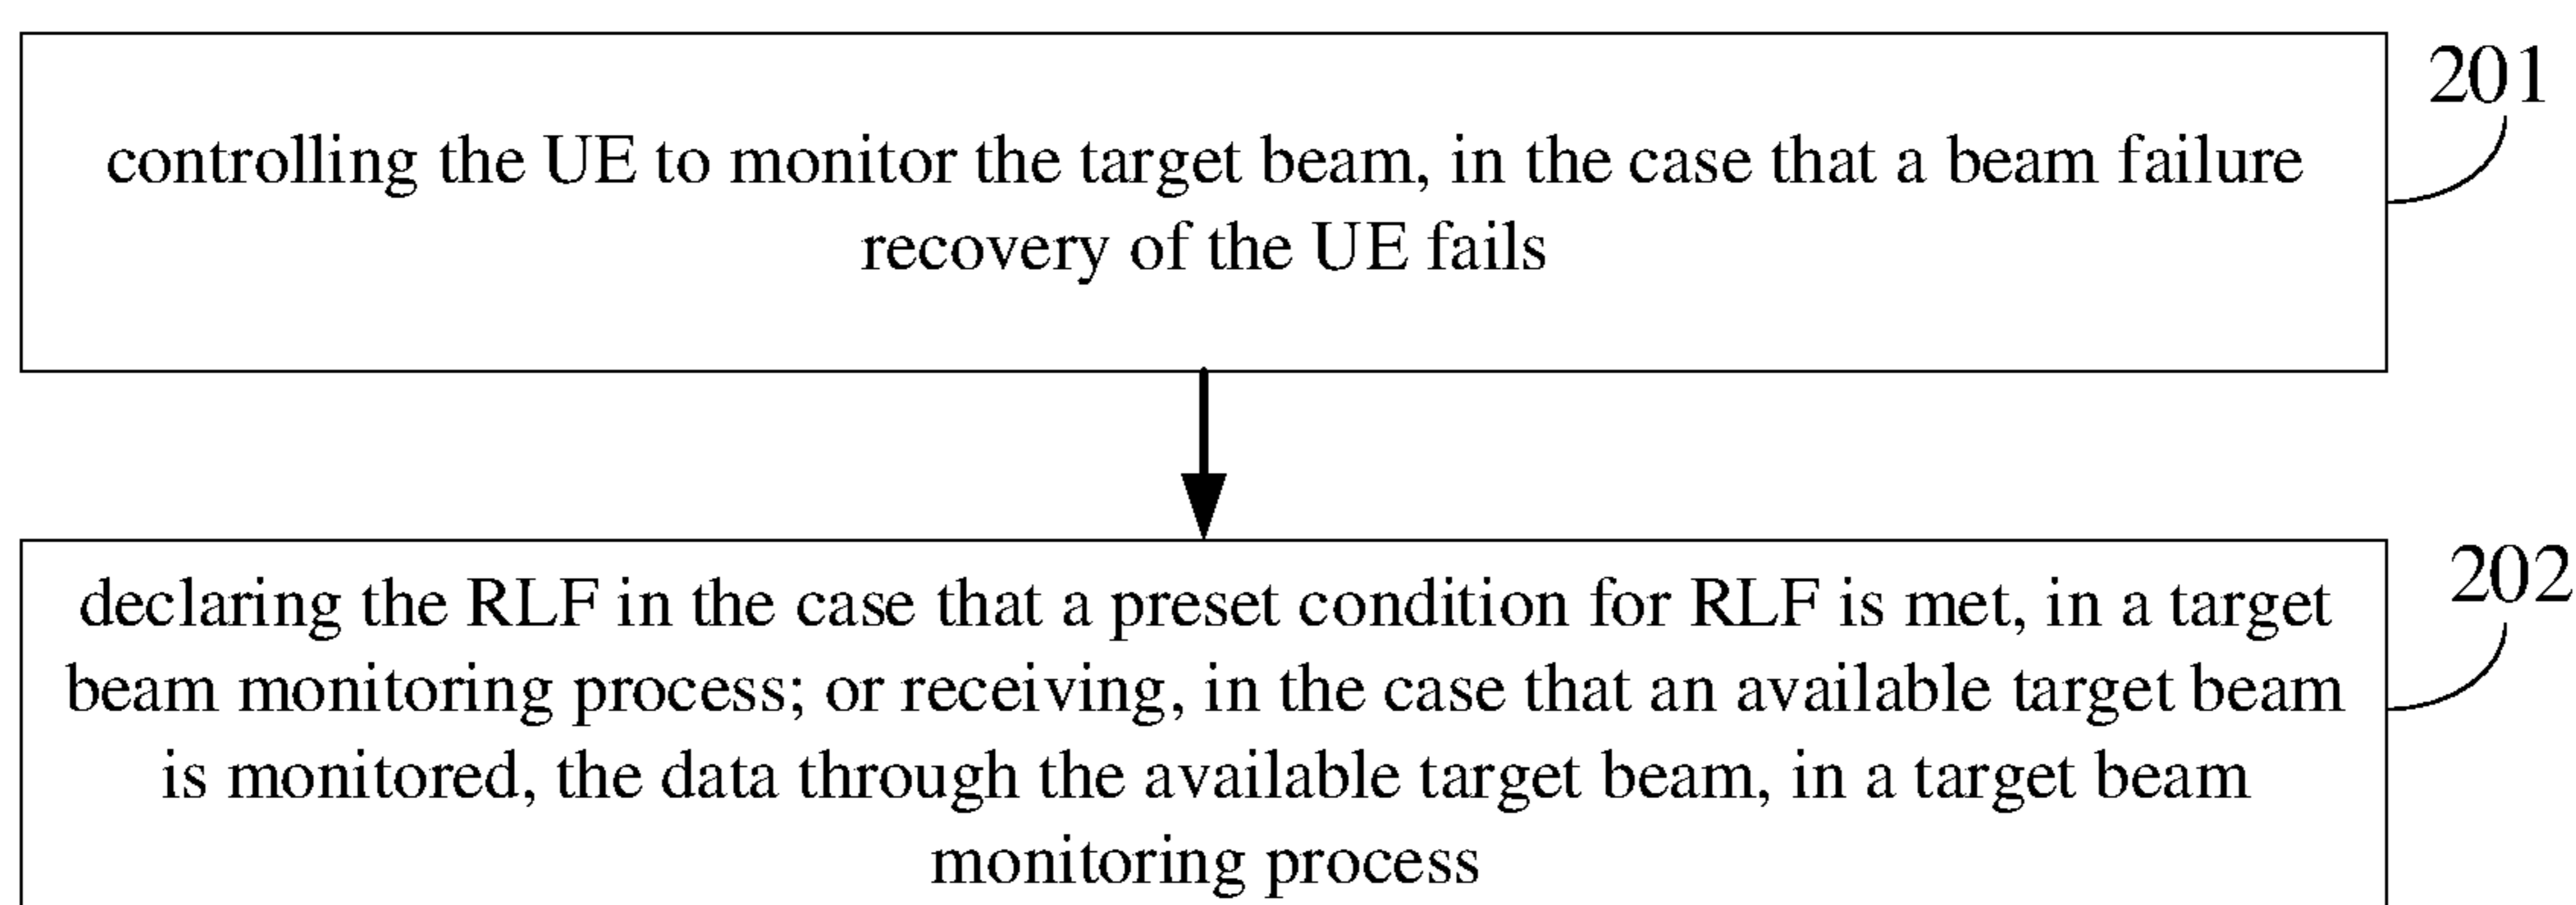 201
controlling the UE to monitor the target beam, in the case that a beam failure
recovery of the UE fails
202
declaring the RLF in the case that a preset condition for RLF is met, in a target
beam monitoring process; or receiving, in the case that an available target beam
is monitored, the data through the available target beam, in a target beam
monitoring process